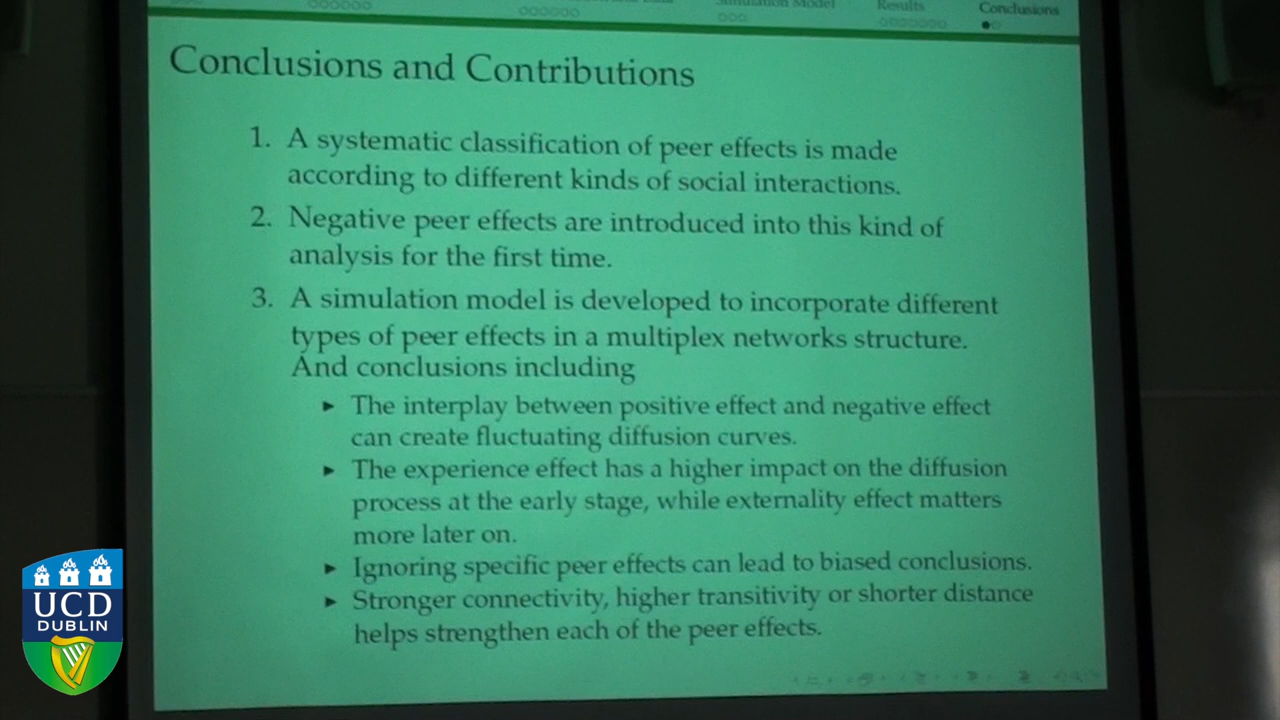 Simulation Model
Results
Conclusions
Conclusions and Contributions
1. A systematic classification of peer effects is made
according to different kinds of social interactions.
2. Negative peer effects are introduced into this kind of
analysis for the first time.
3. A simulation model is developed to incorporate different
types of peer effects in a multiplex networks structure.
And conclusions including
► The interplay between positive effect and negative effect
can create fluctuating diffusion curves.
► The experience effect has a higher impact on the diffusion
process at the early stage, while externality effect matters
more later on.
► Ignoring specific peer effects can lead to biased conclusions.
► Stronger connectivity, higher transitivity or shorter distance
helps strengthen each of the peer effects.
UCD
DUBLIN